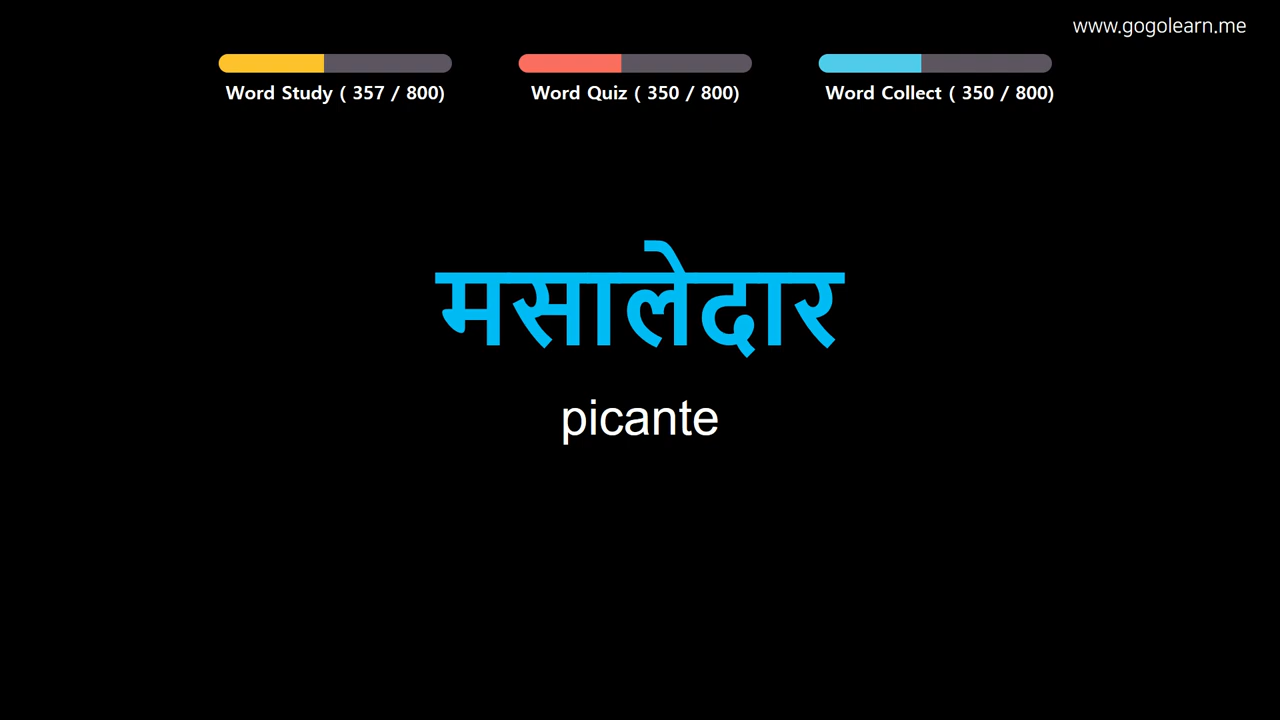 www.gogolearn.me
Word Study ( 357 / 800)
Word Quiz ( 350 / 800)
Word Collect ( 350 / 800)
मसालेदार
picante